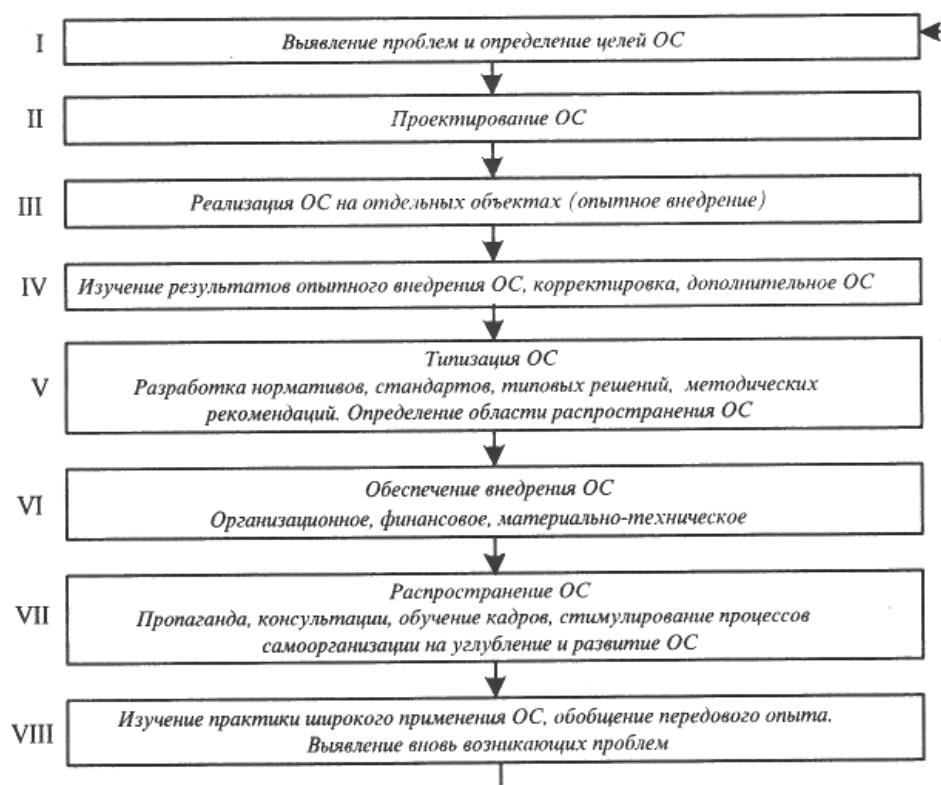 I
Выявление проблем и определение целей ОС
II
Проектирование ОС
III
Реализация ОС на отдельных объектах (опытное внедрение)
IV
Изучение результатов опытного внедрения ОС, корректировка, дополнительное ОС
V
Типизация ОС
Разработка нормативов, стандартов, типовых решений, методических
рекомендаций. Определение области распространения ОС
VI
Обеспечение внедрения ОС
Организационное, финансовое, материально-техническое
VII
Распространение ОС
Пропаганда, консультации, обучение кадров, стимулирование процессов
самоорганизации на углубление и развитие ОС
VIII
Изучение практики широкого применения ОС, обобщение передового опыта.
Выявление вновь возникающих проблем